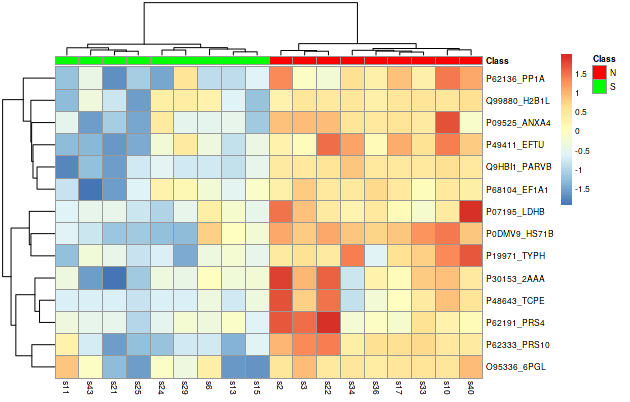 Class
P62136_PP1A
Q99880_H2B1L
P09525_ANXA4
P49411_EFTU
Q9HBI1_PARVB
P68104_EF1A1
P07195_LDHB
P0DMV9_HS71B
P19971_TYPH
P30153_2AAA
P48643_TCPE
P62191_PRS4
P62333_PRS10
O95336_6PGL
s11 s43 s21 s25 s24 s29 s6 s13 s15 s2 s3 s22 s34 s36 s17 s33 s10 s40
1.5
1
0.5
0
-0.5
-1
-1.5
Class
N
S